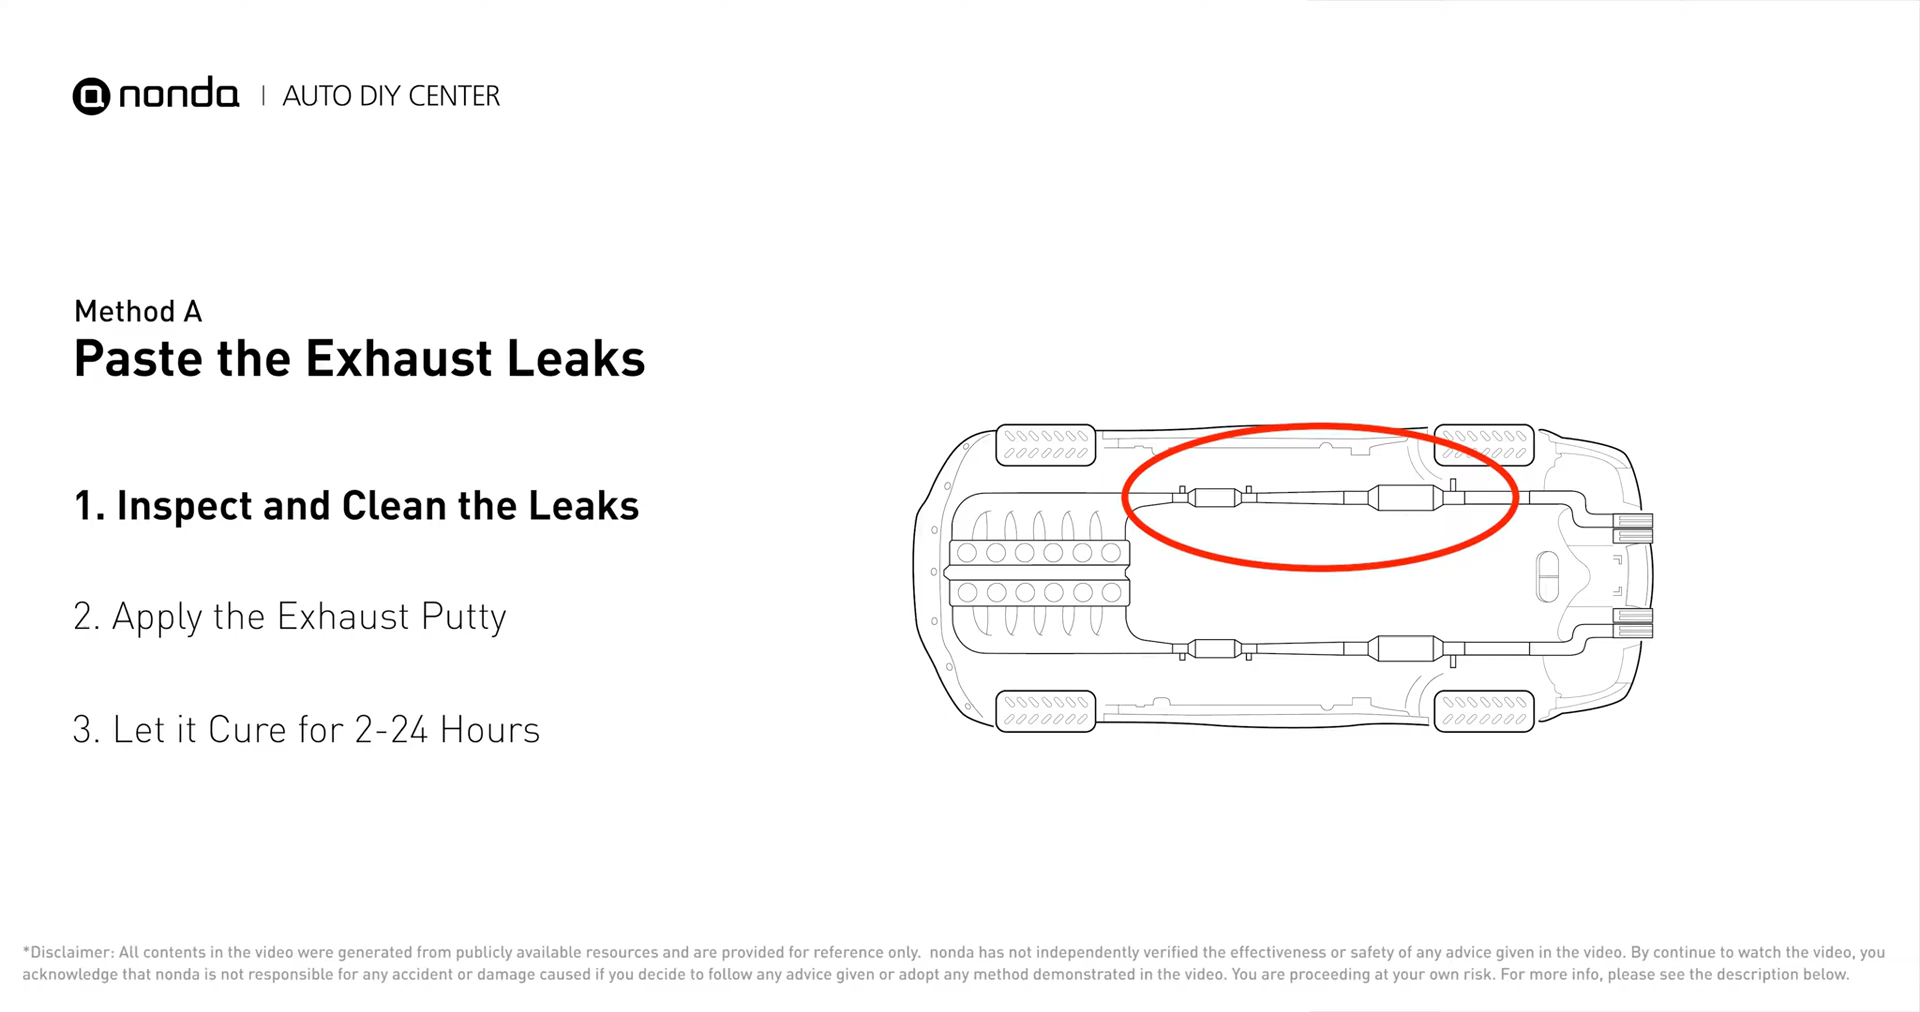 nonda | AUTO DIY CENTER
Method A
Paste the Exhaust Leaks
1. Inspect and Clean the Leaks
2. Apply the Exhaust Putty
3. Let it Cure for 2-24 Hours
*Disclaimer: All contents in the video were generated from publicly available resources and are provided for reference only.  nonda has not independently verified the effectiveness or safety of any advice given in the video. By continue to watch the video, you
acknowledge that nonda is not responsible for any accident or damage caused if you decide to follow any advice given or adopt any method demonstrated in the video. You are proceeding at your own risk. For more info, please see the description below.